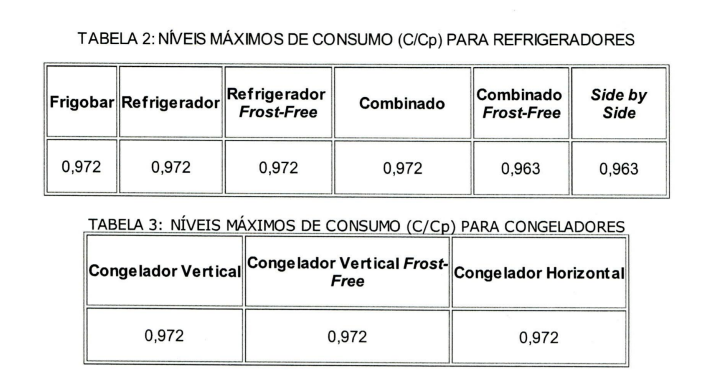 TABELA 2: NÍVEIS MÁXIMOS DE CONSUMO (C/Cp) PARA REFRIGERADORES
Frigobar Refrigerador Refrigerador Frost-Free Combinado Combinado Frost-Free Side by Side
0,972 0,972 0,972 0,972 0,963 0,963
TABELA 3: NÍVEIS MÁXIMOS DE CONSUMO (C/Cp) PARA CONGELADORES
Congelador Vertical Congelador Vertical Frost-Free Congelador Horizontal
0,972 0,972 0,972